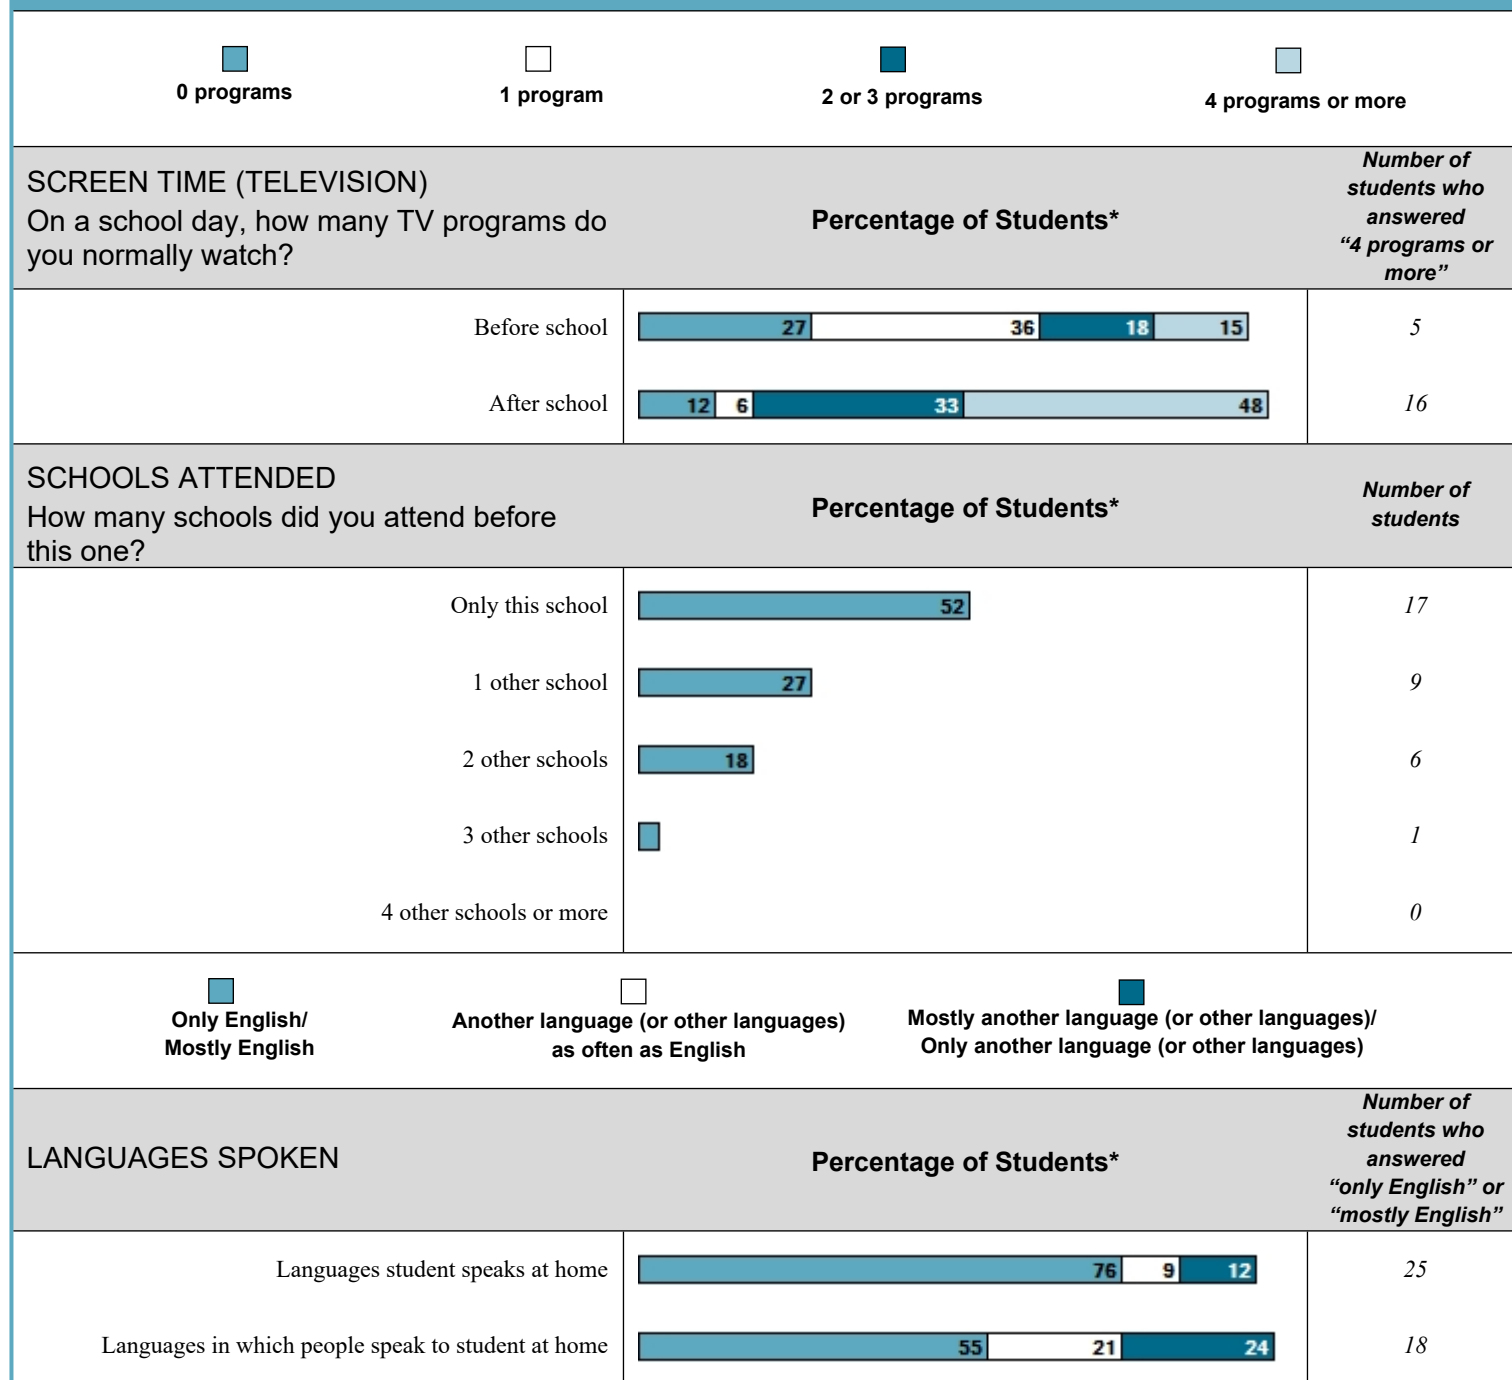 0 programs
1 program
2 or 3 programs
4 programs or more
SCREEN TIME (TELEVISION)
On a school day, how many TV programs do
you normally watch?
Percentage of Students*
Number of
students who
answered
“4 programs or
more”
Before school
27 36 18 15
5
After school
12 6 33 48
16
SCHOOLS ATTENDED
How many schools did you attend before
this one?
Percentage of Students*
Number of
students
Only this school
52
17
1 other school
27
9
2 other schools
18
6
3 other schools
1
4 other schools or more
0
Only English/
Mostly English
Another language (or other languages)
as often as English
Mostly another language (or other languages)/
Only another language (or other languages)
LANGUAGES SPOKEN
Percentage of Students*
Number of
students who
answered
“only English” or
“mostly English”
Languages student speaks at home
76 9 12
25
Languages in which people speak to student at home
55 21 24
18